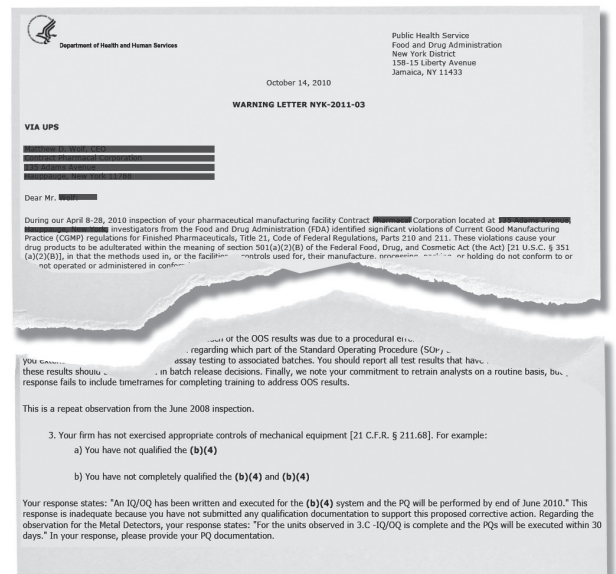 Department of Health and Human Services
Public Health Service
Food and Drug Administration
New York District
158-15 Liberty Avenue
Jamaica, NY 11433
October 14, 2010
WARNING LETTER NYK-2011-03
VIA UPS
Dear Mr.
During our April 8-28, 2010 inspection of your pharmaceutical manufacturing facility Contract Corporation located at
investigators from the Food and Drug Administration (FDA) identified significant violations of Current Good Manufacturing
Practice (CGMP) regulations for Finished Pharmaceuticals, Title 21, Code of Federal Regulations, Parts 210 and 211. These violations cause your
drug products to be adulterated within the meaning of section 501(a)(2)(B) of the Federal Food, Drug, and Cosmetic Act (the Act) [21 U.S.C. § 351
(a)(2)(B)], in that the methods used in, or the facilities controls used for, their manufacture, processing, or holding do not conform to or
not operated or administered in
of the OOS results was due to a procedural
regarding which part of the Standard Operating Procedure (SOP)
you assay testing to associated batches. You should report all test results that have
these results should in batch release decisions. Finally, we note your commitment to retrain analysts on a routine basis,
response fails to include timeframes for completing training to address OOS results.
This is a repeat observation from the June 2008 inspection.
3. Your firm has not exercised appropriate controls of mechanical equipment [21 C.F.R. § 211.68]. For example:
a) You have not qualified the (b)(4)
b) You have not completely qualified the (b)(4) and (b)(4)
Your response states: "An IQ/OQ has been written and executed for the (b)(4) system and the PQ will be performed by end of June 2010." This
response is inadequate because you have not submitted any qualification documentation to support this proposed corrective action. Regarding the
observation for the Metal Detectors, your response states: "For the units observed in 3.C -IQ/OQ is complete and the PQs will be executed within 30
days." In your response, please provide your PQ documentation.